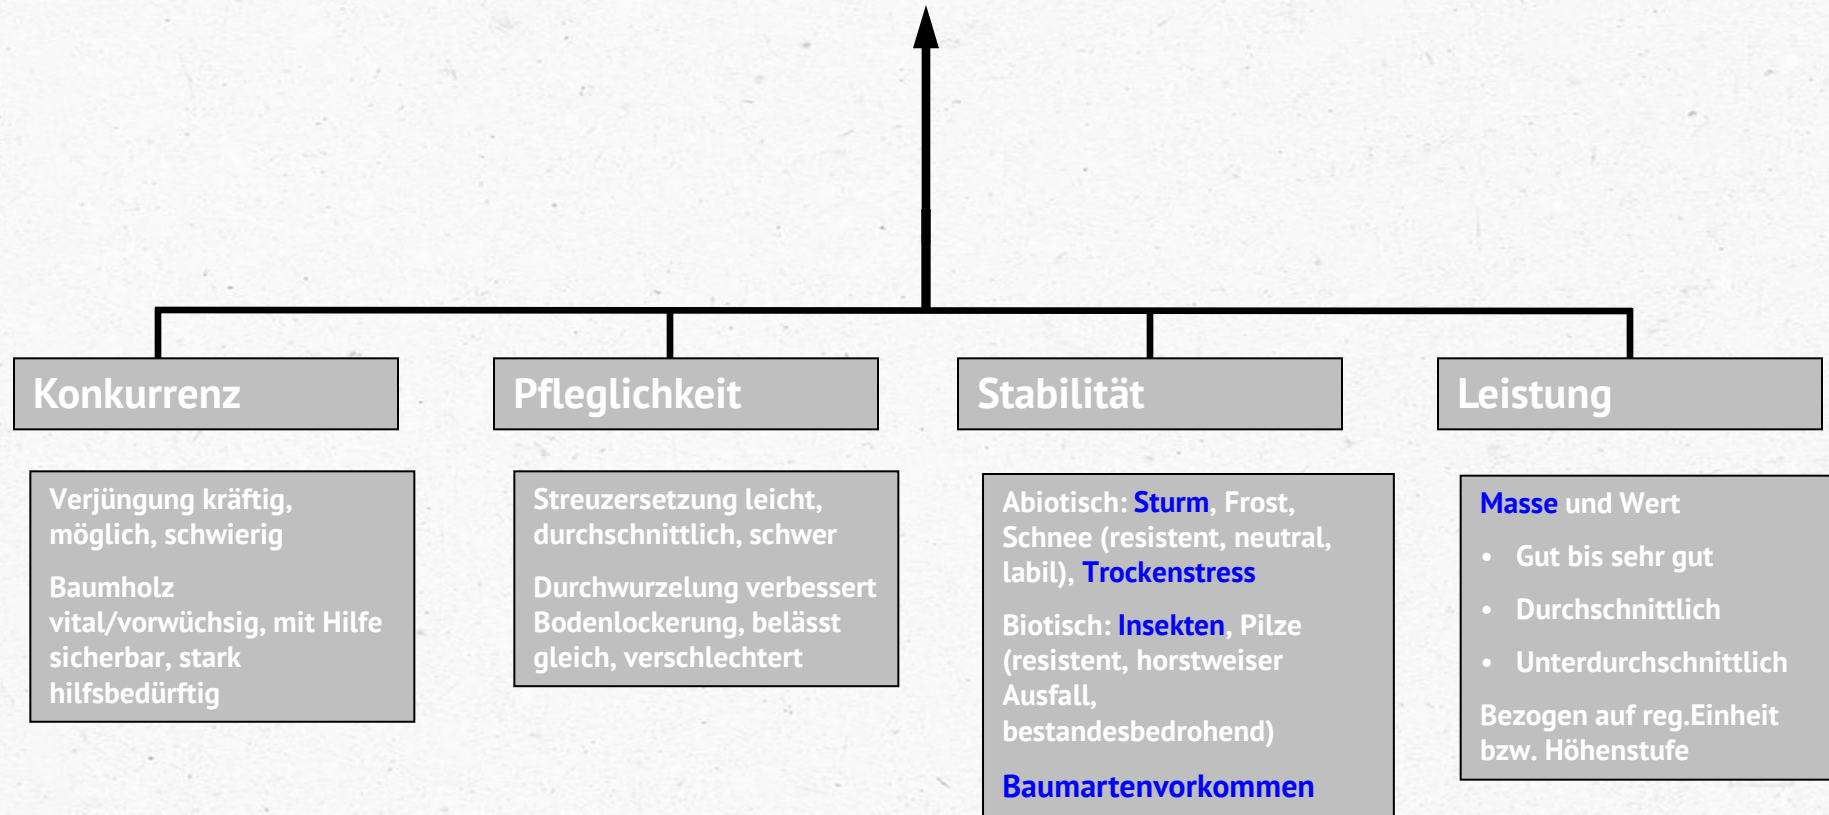 Konkurrenz
Verjüngung kräftig,
möglich, schwierig
Baumholz
vital/vorwüchsig, mit Hilfe
sicherbar, stark
hilfsbedürftig
Pfleglichkeit
Streuzersetzung leicht,
durchschnittlich, schwer
Durchwurzelung verbessert
Bodenlockerung, belässt
gleich, verschlechtert
Stabilität
Abiotisch: Sturm, Frost,
Schnee (resistent, neutral,
labil), Trockenstress
Biotisch: Insekten, Pilze
(resistent, horstweiser
Ausfall,
bestandesbedrohend)
Baumartenvorkommen
Leistung
Masse und Wert
• Gut bis sehr gut
• Durchschnittlich
• Unterdurchschnittlich
Bezogen auf reg.Einheit
bzw. Höhenstufe